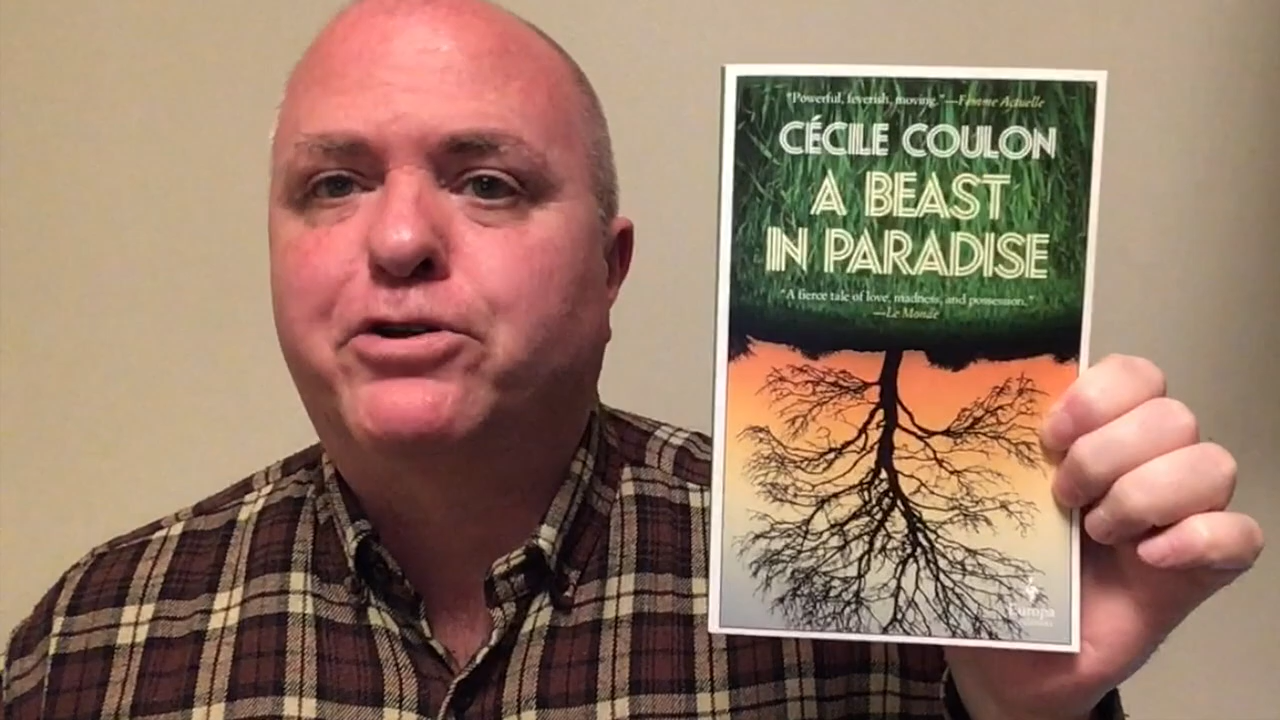 "Powerful, feverish, moving."—Femme Actuelle
CÉCILE COULON
A BEAST
IN PARADISE
"A fierce tale of love, madness, and possession."
—Le Monde
Europa
editions